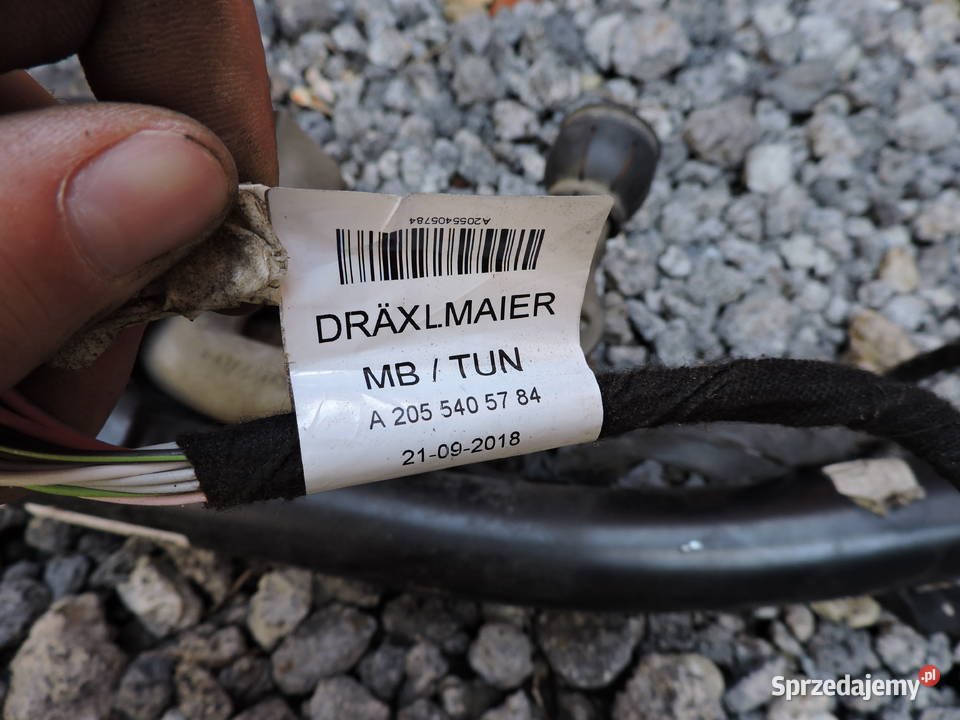 A2055405784
DRÄXLMAIER
MB / TUN
A 205 540 57 84
21-09-2018
Sprzedajemy.pl